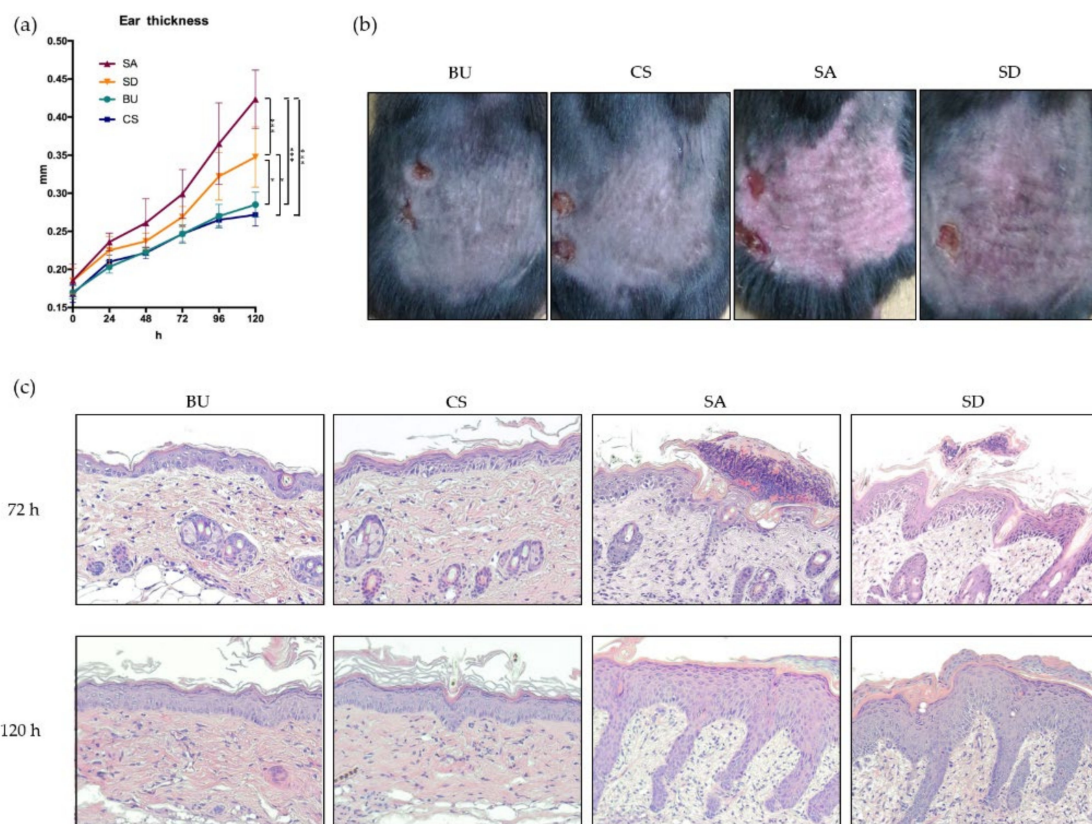 (a)
Ear thickness
0.50
0.45
0.40
0.35
0.30
0.25
0.20
0.15
mm
SA
SD
BU
CS
***
*
*
***
***
0
24
48
72
96
120
h
(b)
BU
CS
SA
SD
(c)
BU
CS
SA
SD
72 h
120 h